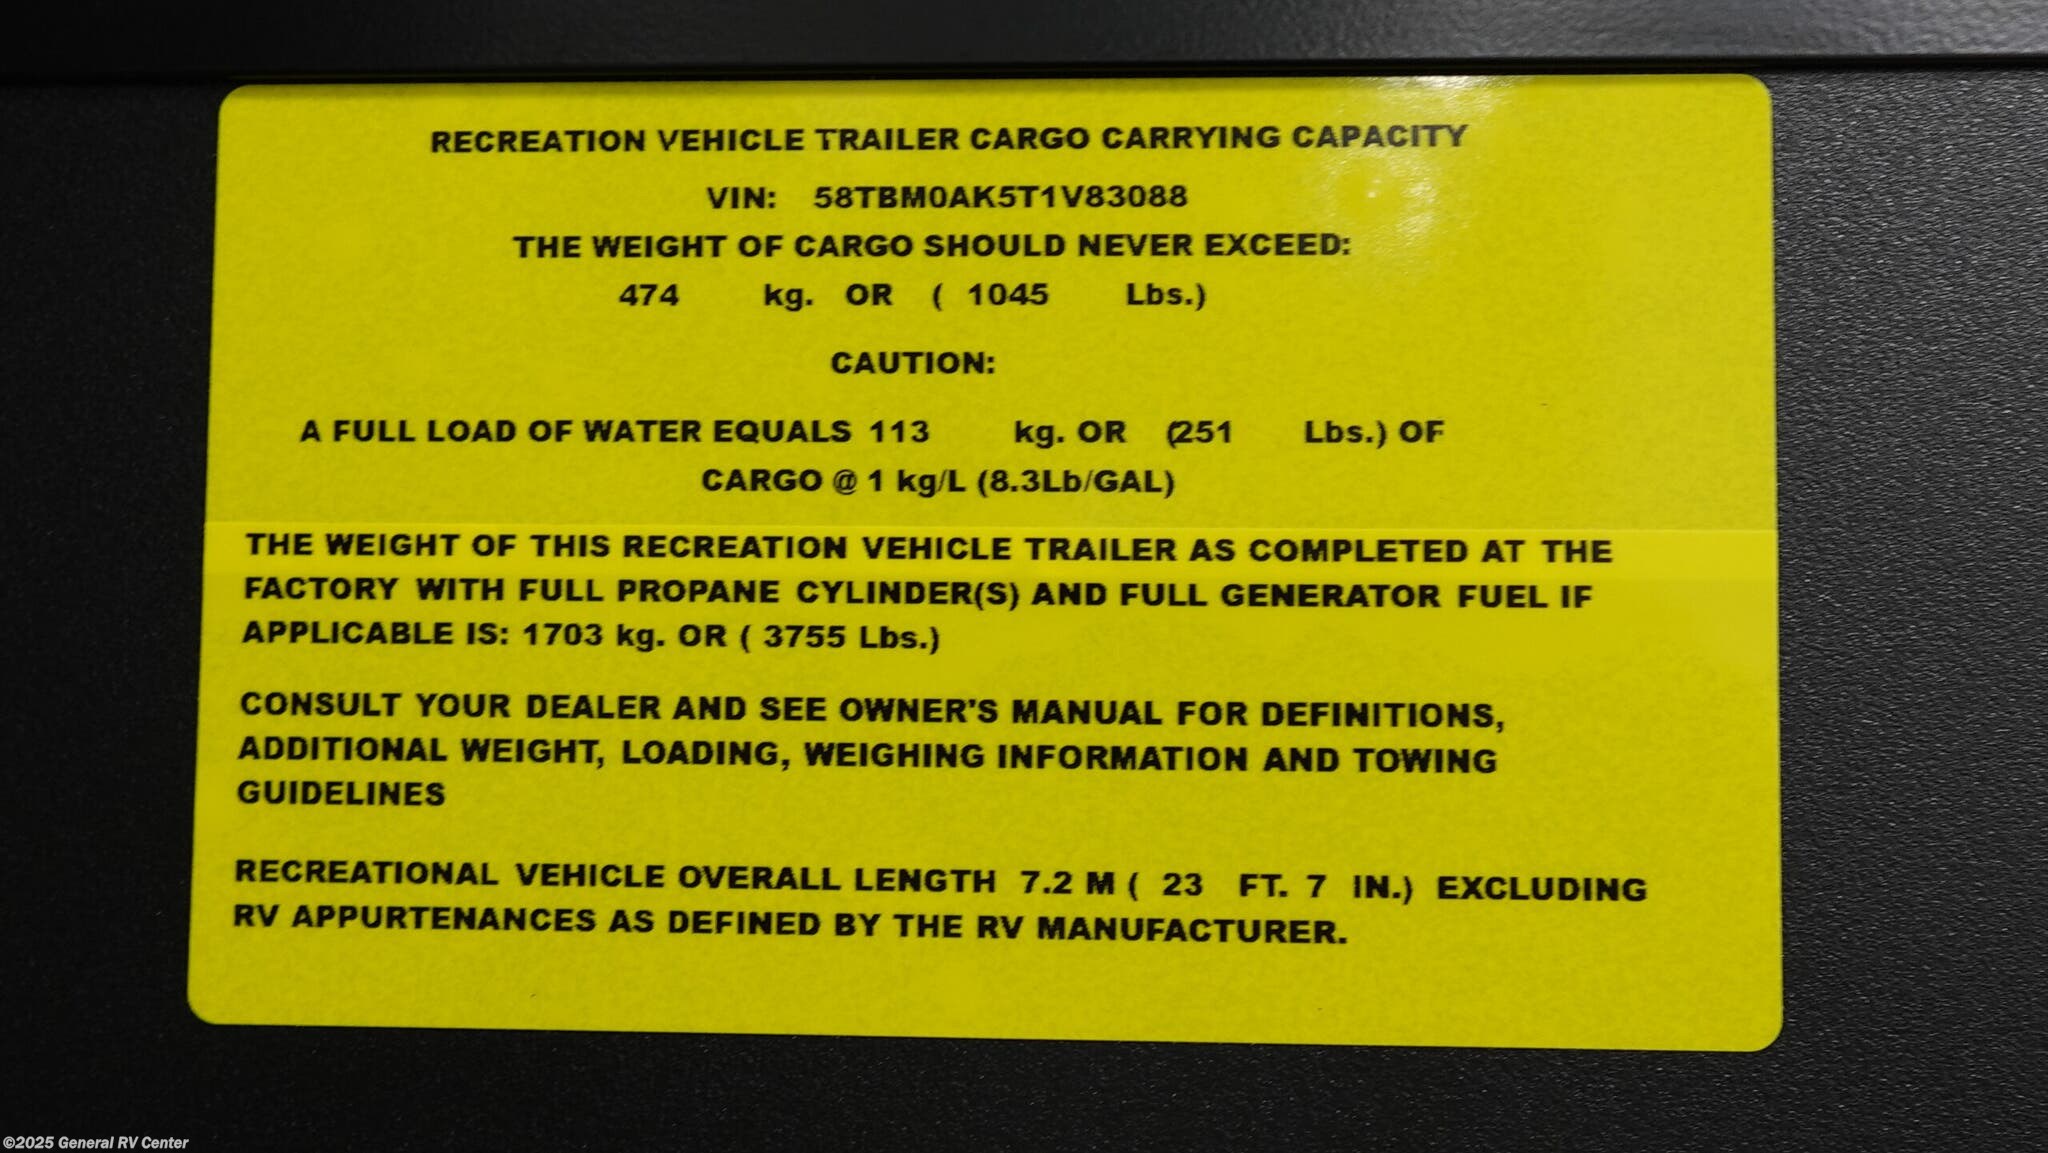 RECREATION VEHICLE TRAILER CARGO CARRYING CAPACITY
VIN: 58TBM0AK5T1V83088
THE WEIGHT OF CARGO SHOULD NEVER EXCEED:
474 kg. OR ( 1045 Lbs.)
CAUTION:
A FULL LOAD OF WATER EQUALS 113 kg. OR (251 Lbs.) OF
CARGO @ 1 kg/L (8.3Lb/GAL)
THE WEIGHT OF THIS RECREATION VEHICLE TRAILER AS COMPLETED AT THE
FACTORY WITH FULL PROPANE CYLINDER(S) AND FULL GENERATOR FUEL IF
APPLICABLE IS: 1703 kg. OR ( 3755 Lbs.)
CONSULT YOUR DEALER AND SEE OWNER'S MANUAL FOR DEFINITIONS,
ADDITIONAL WEIGHT, LOADING, WEIGHING INFORMATION AND TOWING
GUIDELINES
RECREATIONAL VEHICLE OVERALL LENGTH 7.2 M ( 23 FT. 7 IN.) EXCLUDING
RV APPURTENANCES AS DEFINED BY THE RV MANUFACTURER.
©2025 General RV Center